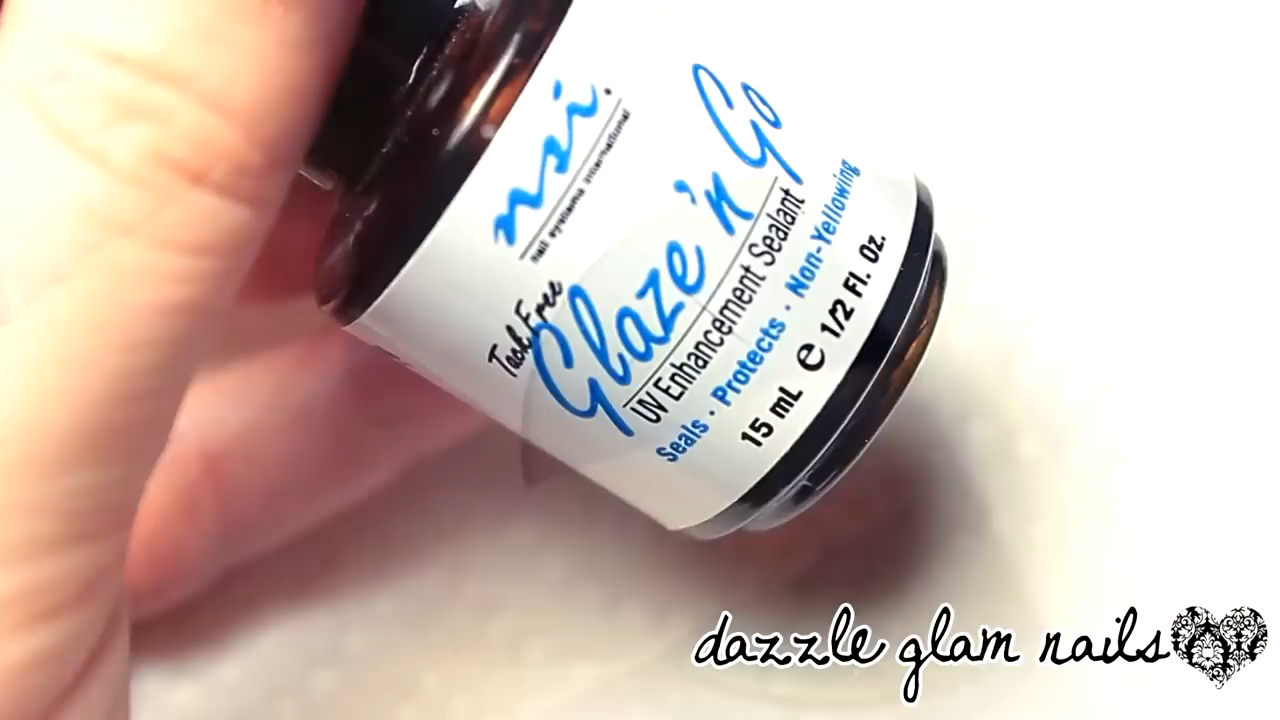 nsi.
nail systems international
Tack Free
Glaze 'n Go
UV Enhancement Sealant
Seals · Protects · Non-Yellowing
15 mL e 1/2 Fl. Oz.
dazzle glam nails